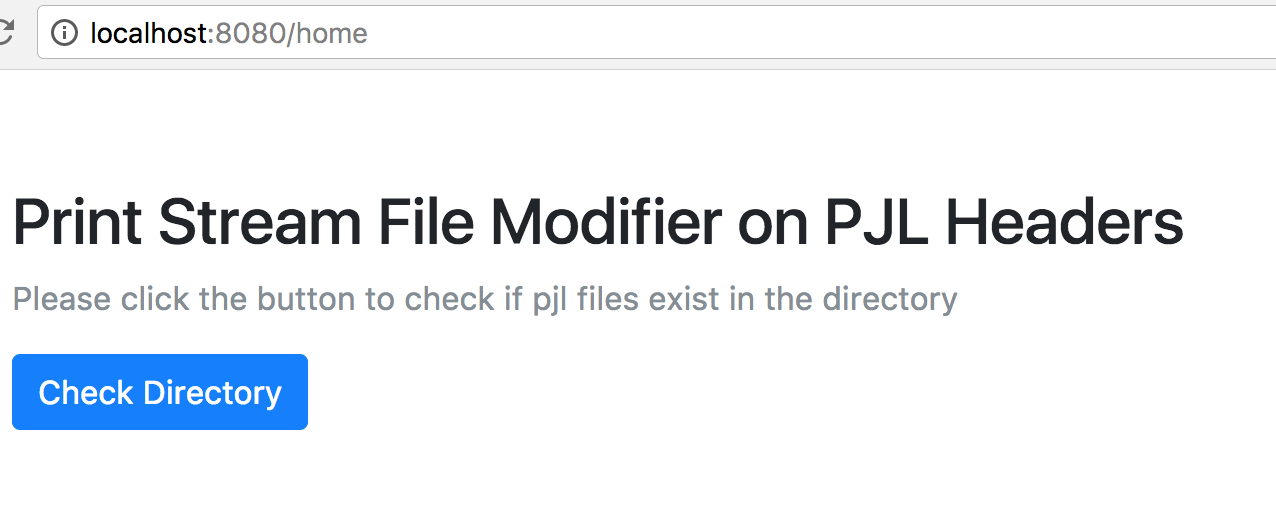 localhost:8080/home
Print Stream File Modifier on PJL Headers
Please click the button to check if pjl files exist in the directory
Check Directory